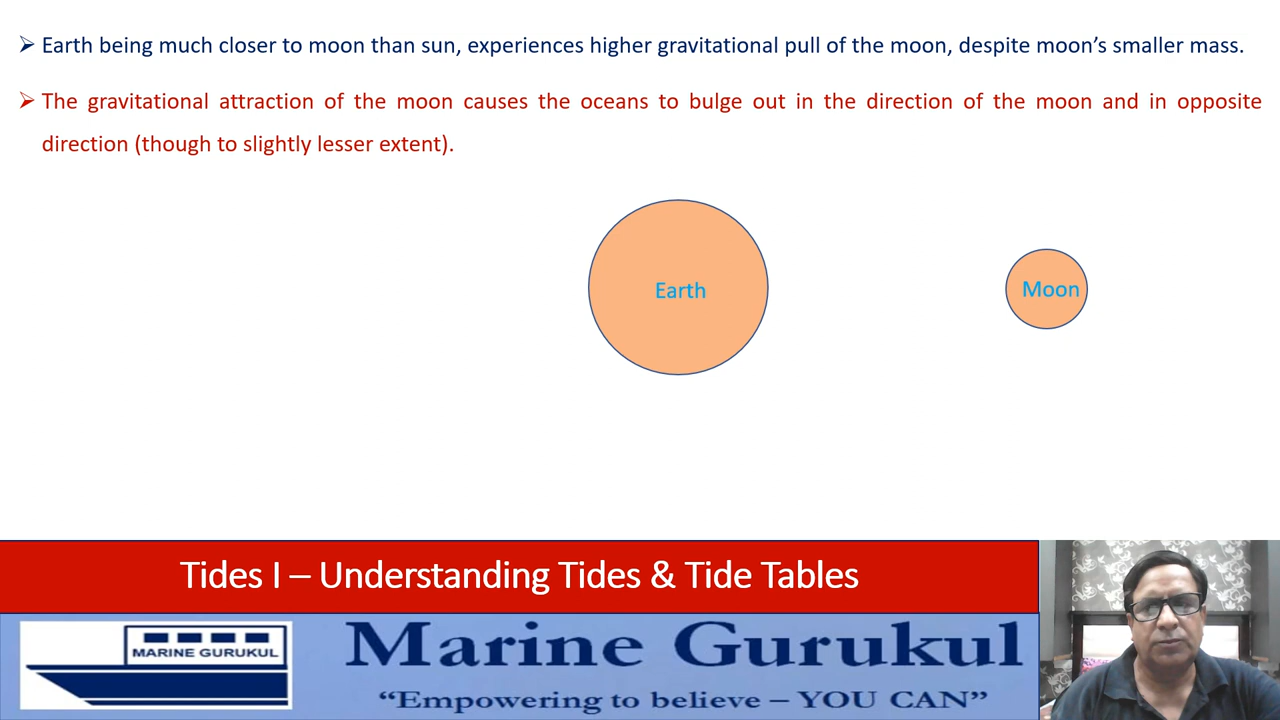 ➢ Earth being much closer to moon than sun, experiences higher gravitational pull of the moon, despite moon’s smaller mass.
➢ The gravitational attraction of the moon causes the oceans to bulge out in the direction of the moon and in opposite
direction (though to slightly lesser extent).
Earth
Moon
Tides I – Understanding Tides & Tide Tables
MARINE GURUKUL
Marine Gurukul
“Empowering to believe – YOU CAN”